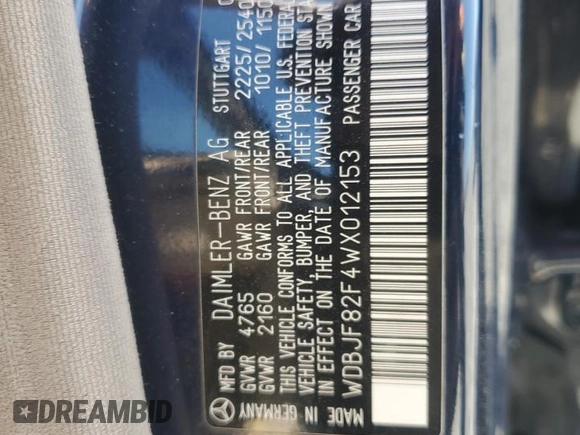 MFD BY DAIMLER-BENZ AG STUTTGART
GVWR 4765 GAWR FRONT/REAR 2225/2540
GVWR 2160 GAWR FRONT/REAR 1010/1150
THIS VEHICLE CONFORMS TO ALL APPLICABLE U.S. FEDERAL
VEHICLE SAFETY, BUMPER, AND THEFT PREVENTION
IN EFFECT ON THE DATE OF MANUFACTURE SHOWN
WDBJF82F4WX012153 PASSENGER CAR
MADE IN GERMANY
DREAMBID